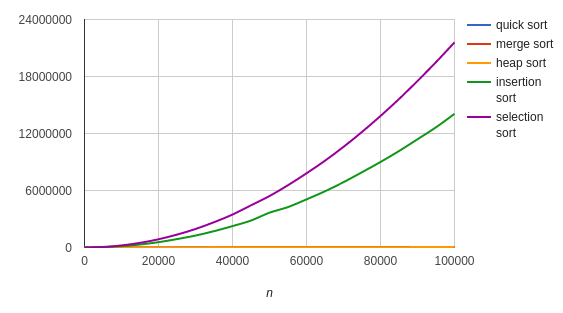 24000000
18000000
12000000
6000000
0
0 20000 40000 60000 80000 100000
n
quick sort
merge sort
heap sort
insertion
sort
selection
sort